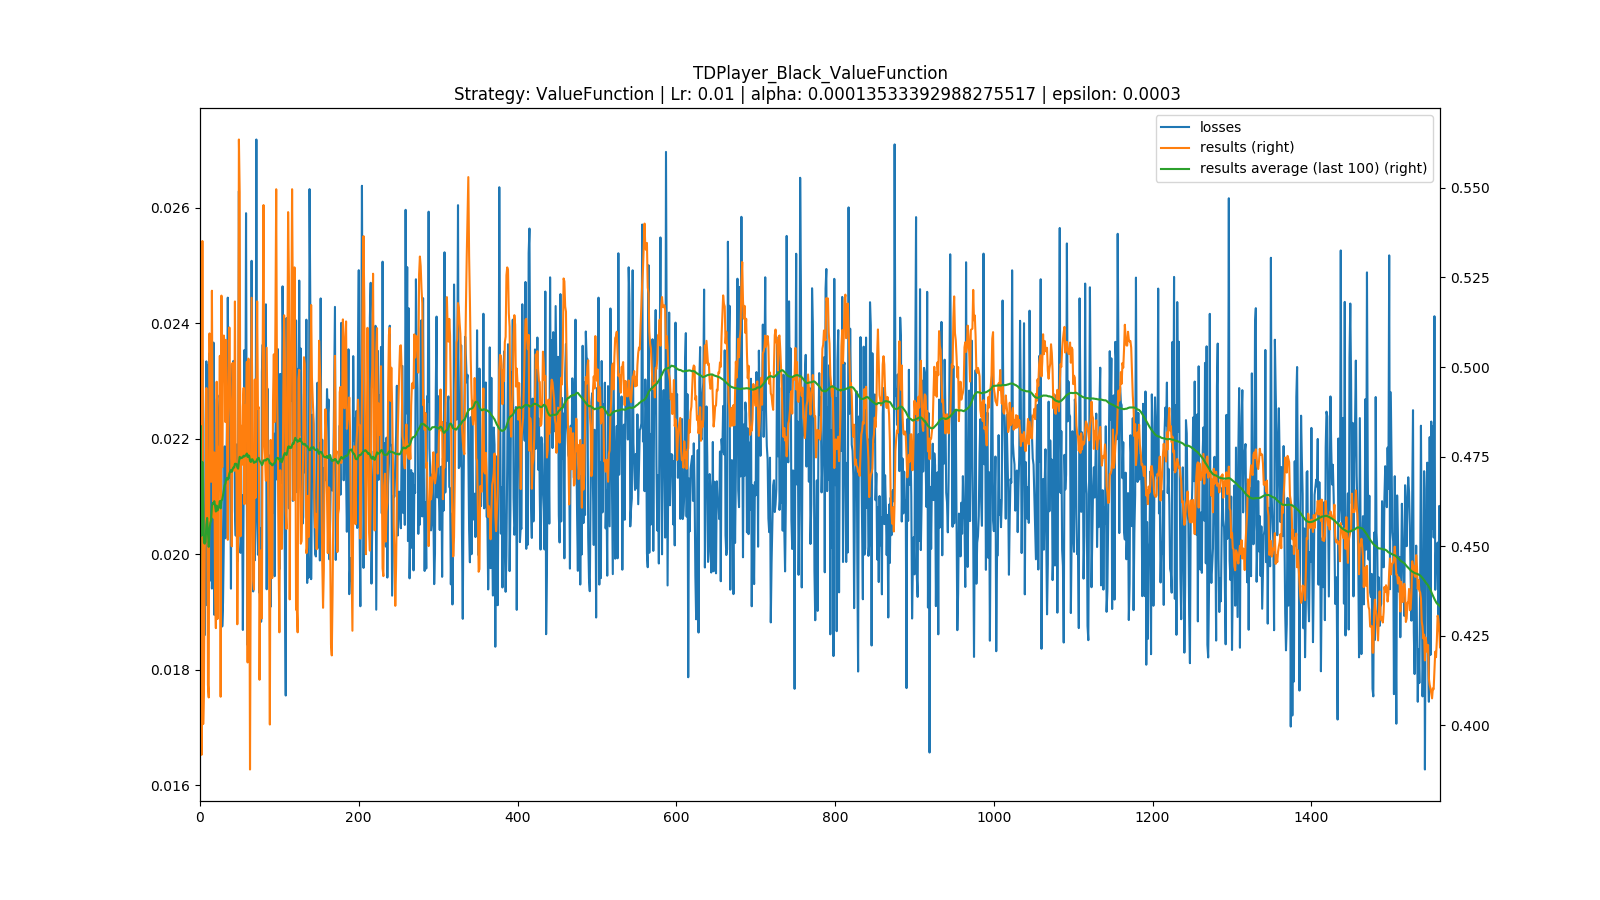 TDPlayer_Black_ValueFunction
Strategy: ValueFunction | Lr: 0.01 | alpha: 0.00013533392988275517 | epsilon: 0.0003
losses
results (right)
results average (last 100) (right)
0.026
0.024
0.022
0.020
0.018
0.016
0.550
0.525
0.500
0.475
0.450
0.425
0.400
0 200 400 600 800 1000 1200 1400